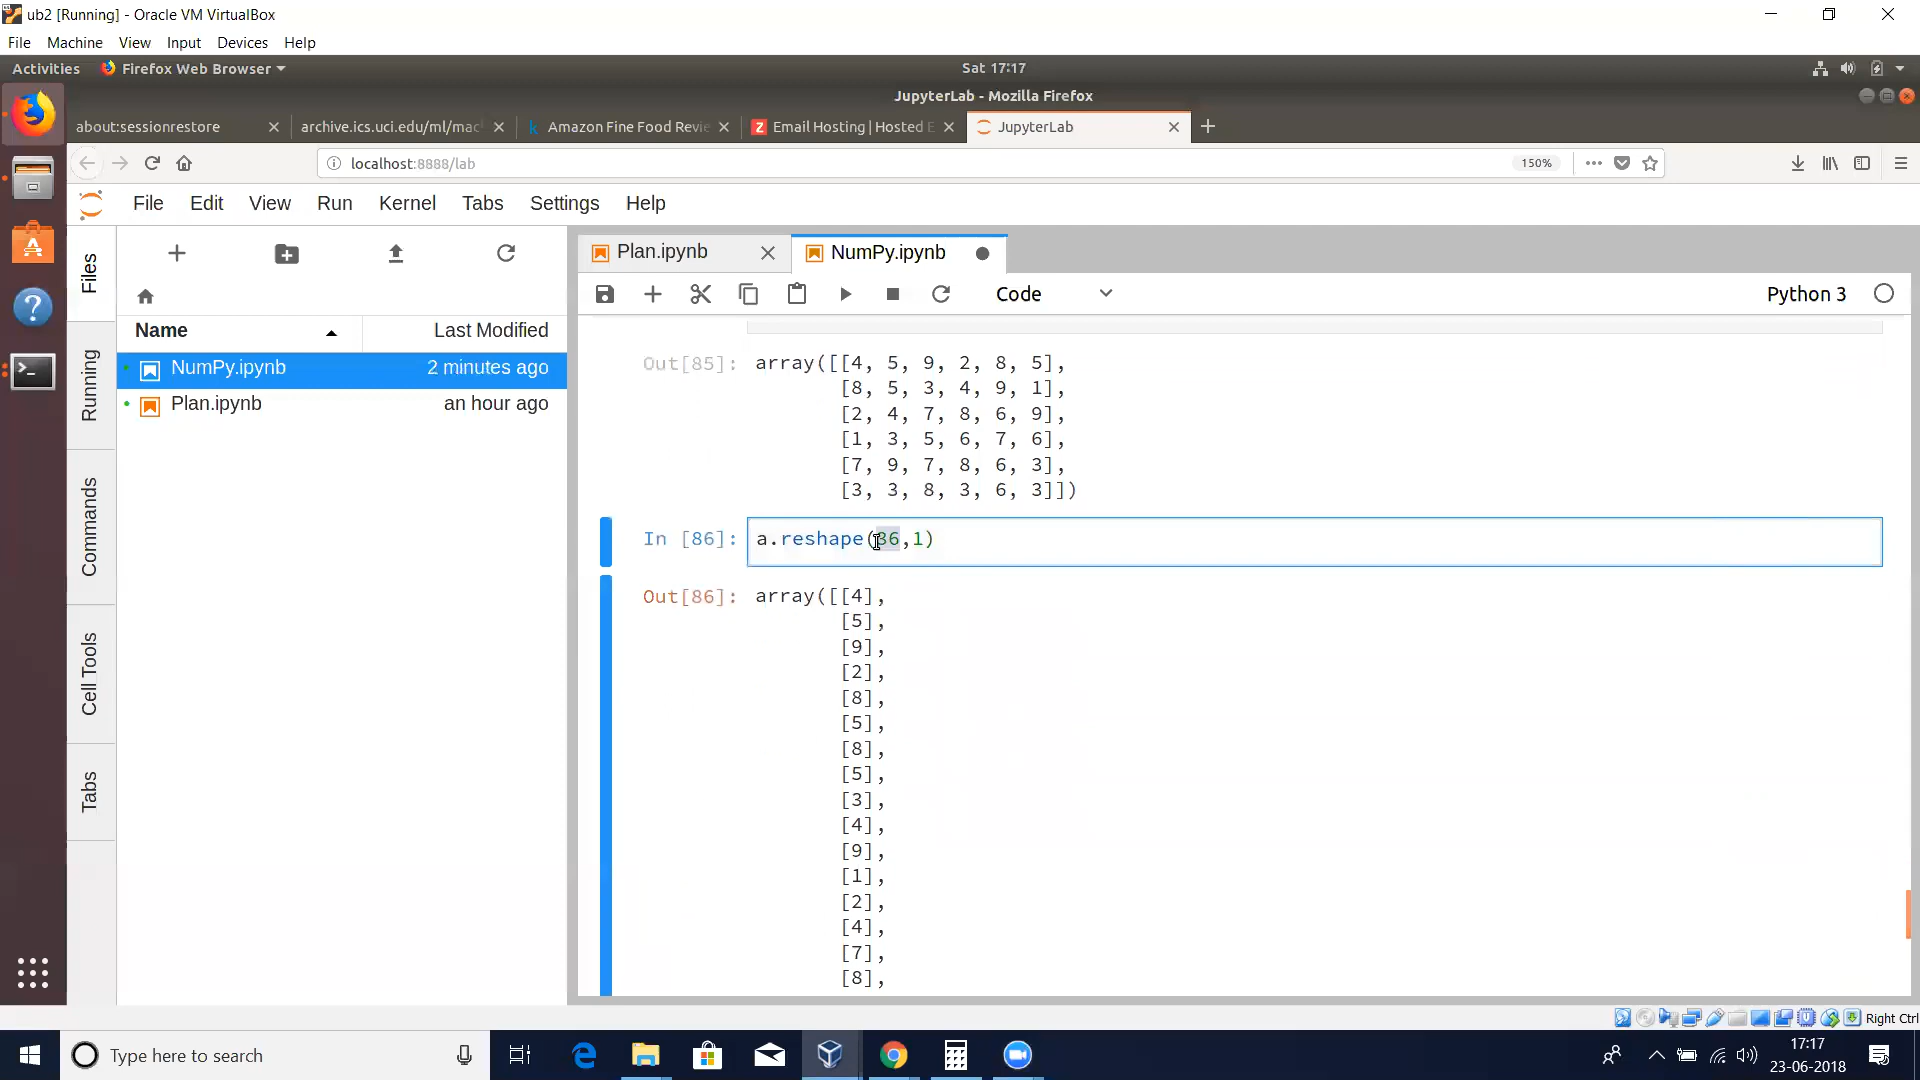 ub2 [Running] - Oracle VM VirtualBox
File Machine View Input Devices Help
Activities Firefox Web Browser Sat 17:17
JupyterLab - Mozilla Firefox
about:sessionrestore archive.ics.uci.edu/ml/mac Amazon Fine Food Revie Email Hosting | Hosted E JupyterLab
localhost:8888/lab 150%
File Edit View Run Kernel Tabs Settings Help
Plan.ipynb NumPy.ipynb
Code Python 3
Files
Running
Commands
Cell Tools
Tabs
Name Last Modified
NumPy.ipynb 2 minutes ago
Plan.ipynb an hour ago
Out[85]: array([[4, 5, 9, 2, 8, 5],
[8, 5, 3, 4, 9, 1],
[2, 4, 7, 8, 6, 9],
[1, 3, 5, 6, 7, 6],
[7, 9, 7, 8, 6, 3],
[3, 3, 8, 3, 6, 3]])
In [86]: a.reshape(36,1)
Out[86]: array([[4],
[5],
[9],
[2],
[8],
[5],
[8],
[5],
[3],
[4],
[9],
[1],
[2],
[4],
[7],
[8],
Right Ctrl
Type here to search
17:17
23-06-2018